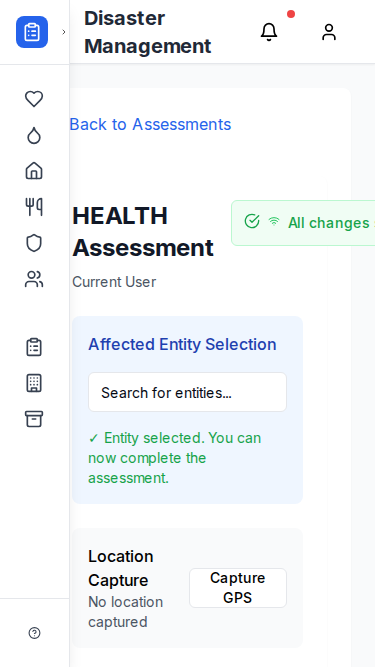 Disaster
Management
Back to Assessments
HEALTH
Assessment
All changes
Current User
Affected Entity Selection
Search for entities...
✓ Entity selected. You can
now complete the
assessment.
Location
Capture
No location
captured
Capture
GPS